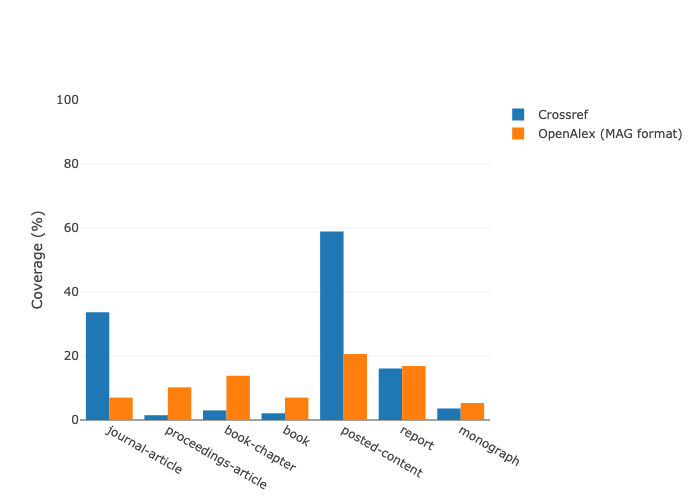 100
80
60
40
20
0
Coverage (%)
journal-article
proceedings-article
book-chapter
book
posted-content
report
monograph
Crossref
OpenAlex (MAG format)